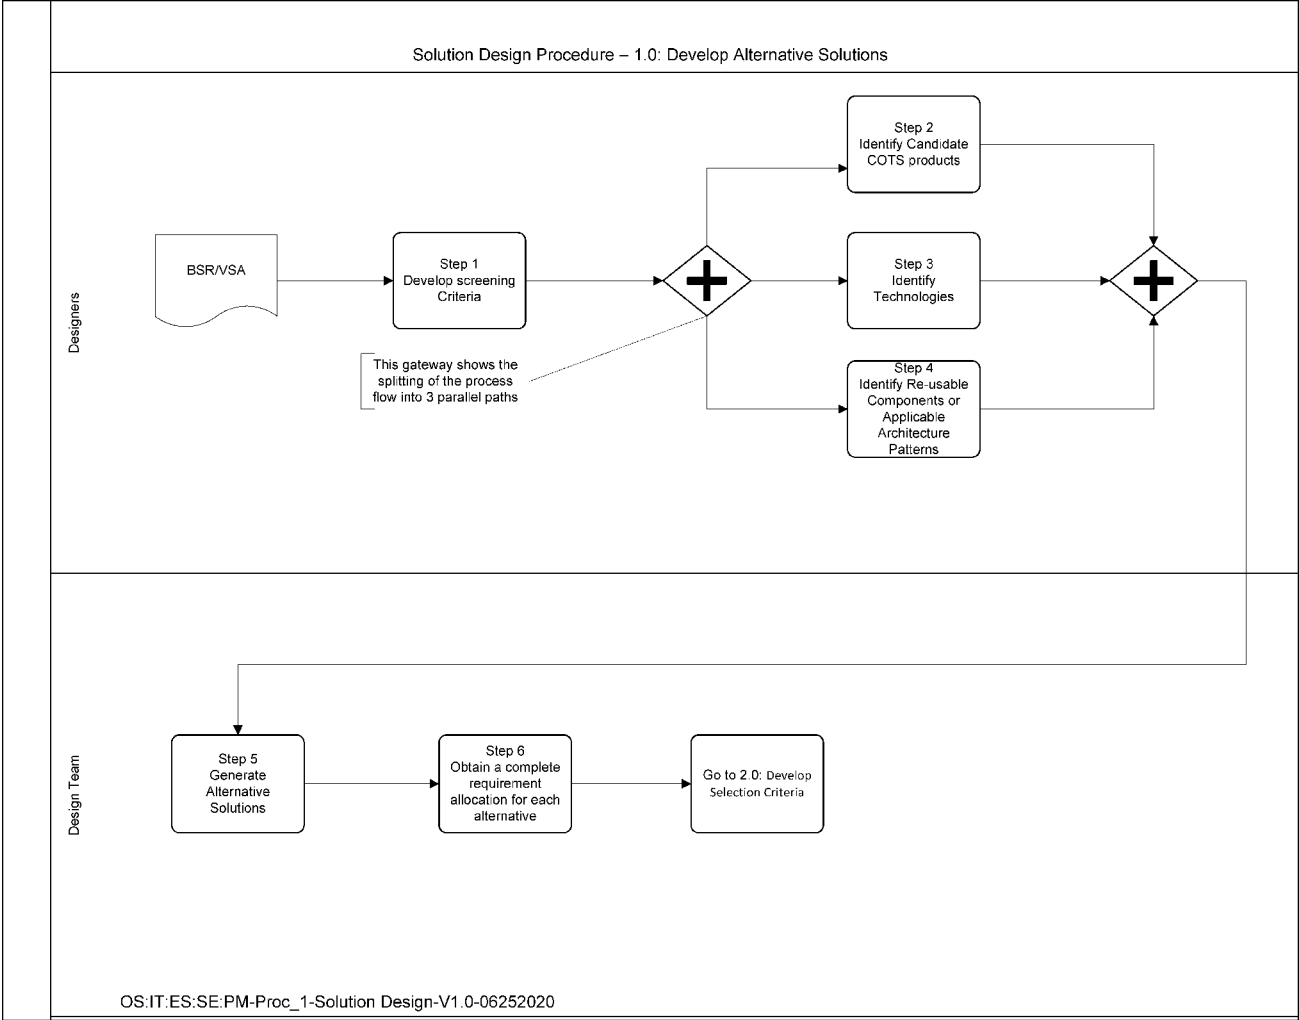 Solution Design Procedure – 1.0: Develop Alternative Solutions
Designers
BSR/VSA
Step 1
Develop screening
Criteria
This gateway shows the
splitting of the process
flow into 3 parallel paths
Step 2
Identify Candidate
COTS products
Step 3
Identify
Technologies
Step 4
Identify Re-usable
Components or
Applicable
Architecture
Patterns
Design Team
Step 5
Generate
Alternative
Solutions
Step 6
Obtain a complete
requirement
allocation for each
alternative
Go to 2.0: Develop
Selection Criteria
OS:IT:ES:SE:PM-Proc_1-Solution Design-V1.0-06252020